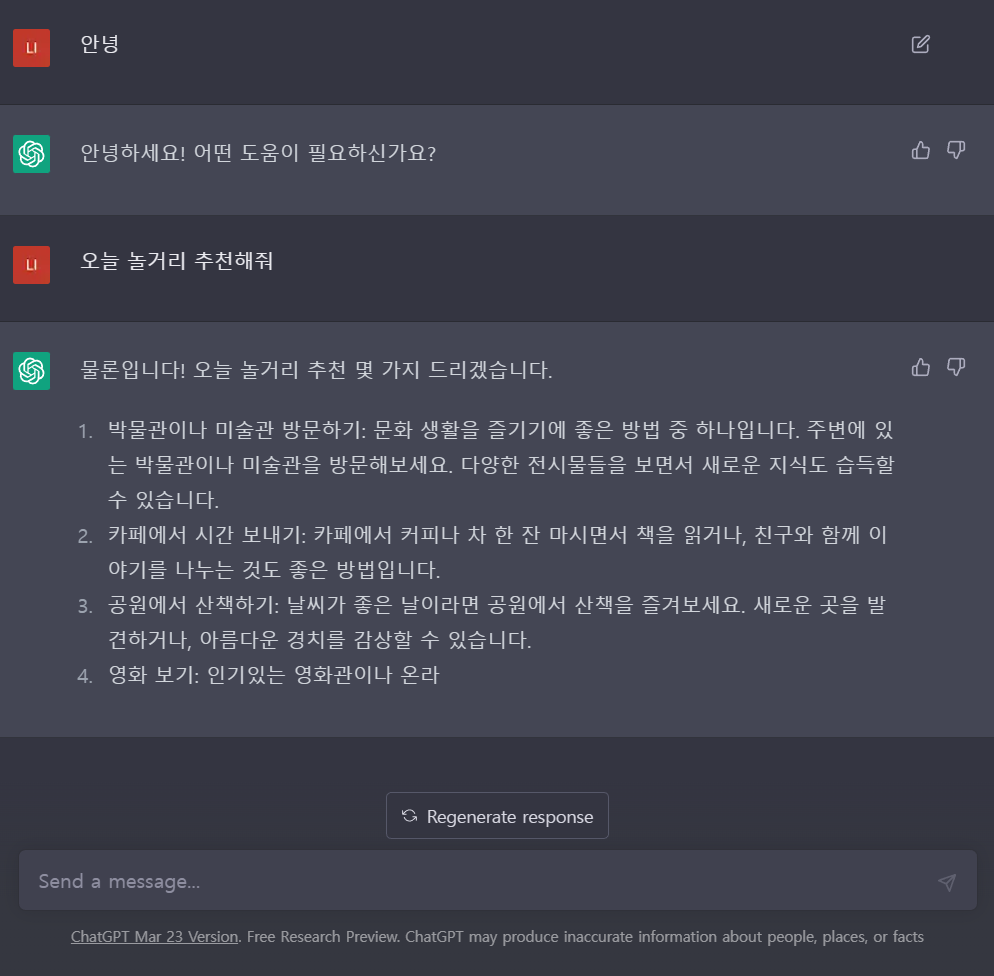 LI
안녕
안녕하세요! 어떤 도움이 필요하신가요?
LI
오늘 놀거리 추천해줘
물론입니다! 오늘 놀거리 추천 몇 가지 드리겠습니다.
1. 박물관이나 미술관 방문하기: 문화 생활을 즐기기에 좋은 방법 중 하나입니다. 주변에 있
는 박물관이나 미술관을 방문해보세요. 다양한 전시물들을 보면서 새로운 지식도 습득할
수 있습니다.
2. 카페에서 시간 보내기: 카페에서 커피나 차 한 잔 마시면서 책을 읽거나, 친구와 함께 이
야기를 나누는 것도 좋은 방법입니다.
3. 공원에서 산책하기: 날씨가 좋은 날이라면 공원에서 산책을 즐겨보세요. 새로운 곳을 발
견하거나, 아름다운 경치를 감상할 수 있습니다.
4. 영화 보기: 인기있는 영화관이나 온라
Regenerate response
Send a message...
ChatGPT Mar 23 Version. Free Research Preview. ChatGPT may produce inaccurate information about people, places, or facts